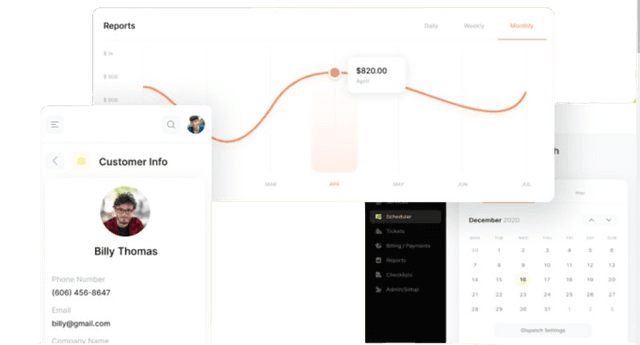 Reports
Daily
Weekly
Monthly
$ 1k
$ 900
$820.00
April
MAR
APR
MAY
JUN
JUL
Customer Info
Billy Thomas
Phone Number
(606) 456-8647
Email
billy@gmail.com
Company Name
Scheduler
Tickets
Billing / Payments
Reports
Checklists
Admin/Setup
h
December 2020
MON TUE WED THU FRI SAT SUN
30 1 2 3 4 5 6
7 8 9 10 11 12 13
14 15 16 17 18 19 20
21 22 23 24 25 26 27
28 29 30 31 1 2 3
Dispatch Settings